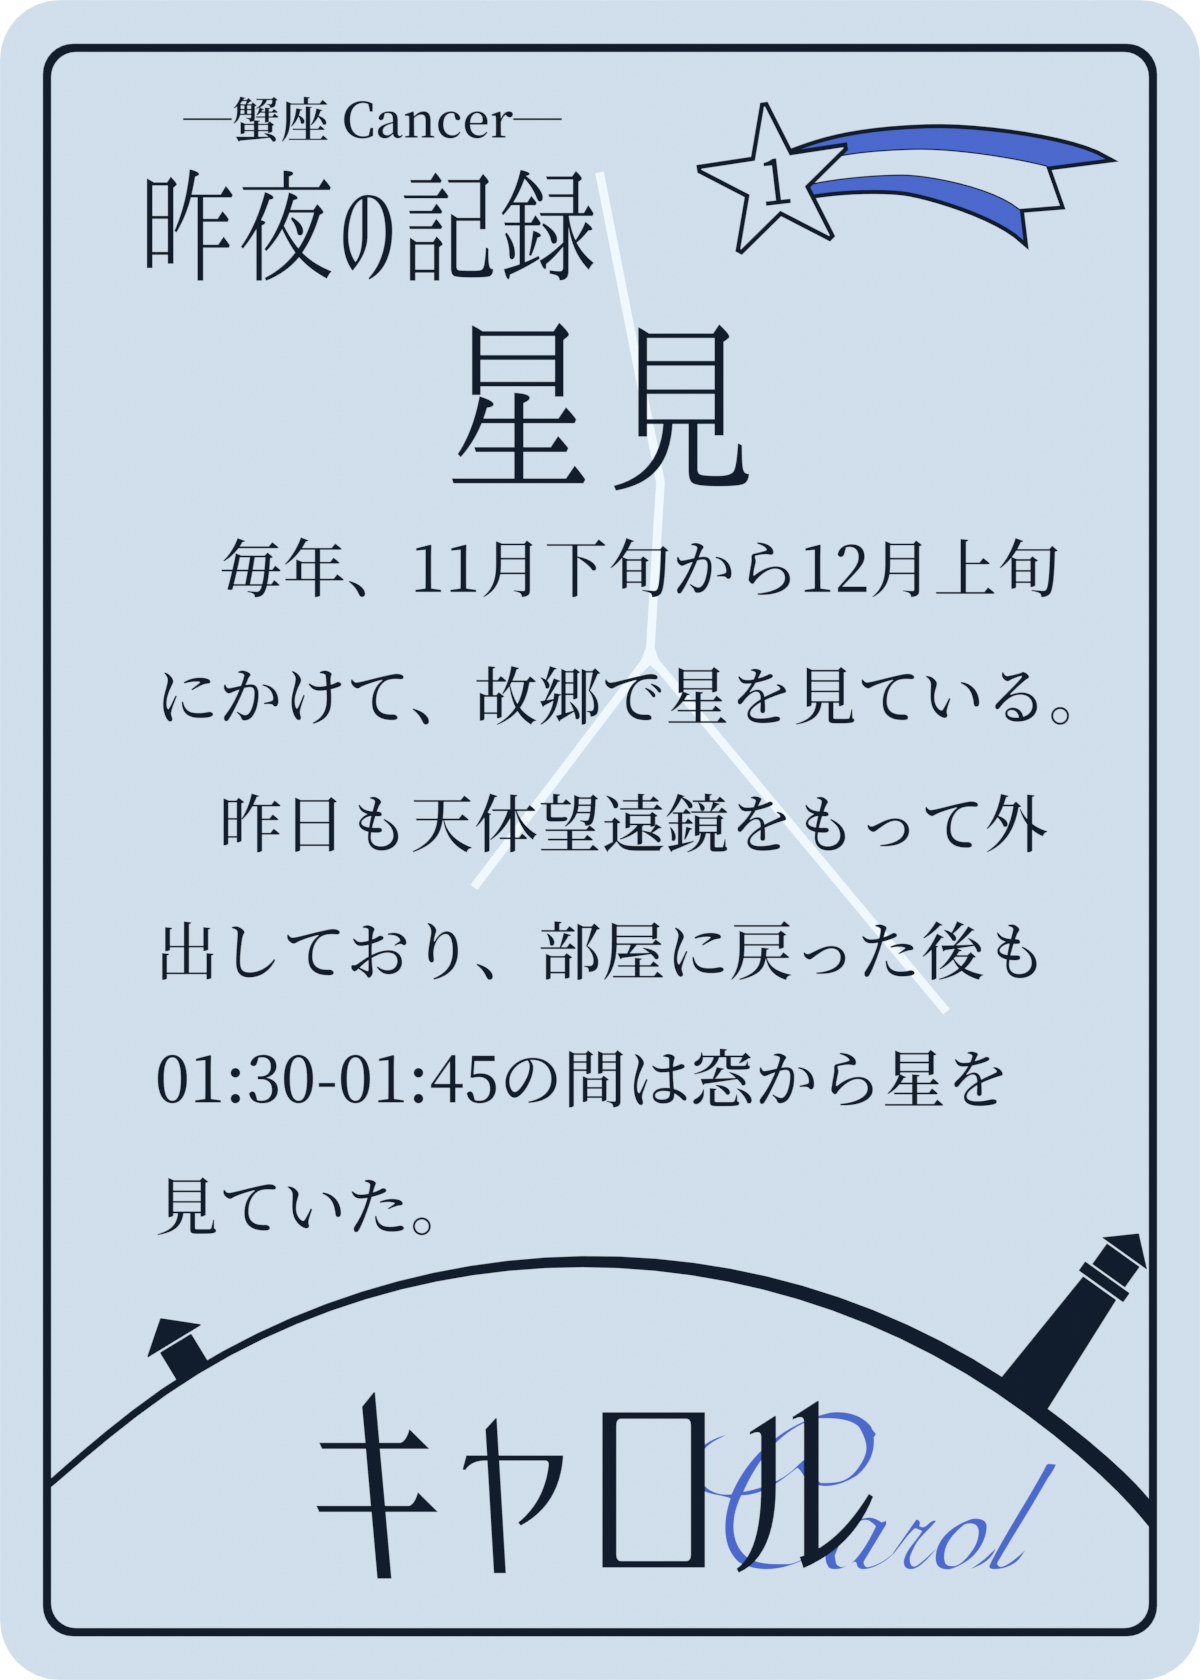 ―蟹座 Cancer―
昨夜の記録
1
星見
毎年、11月下旬から12月上旬
にかけて、故郷で星を見ている。
昨日も天体望遠鏡をもって外
出しており、部屋に戻った後も
01:30-01:45の間は窓から星を
見ていた。
キャロル
Carol